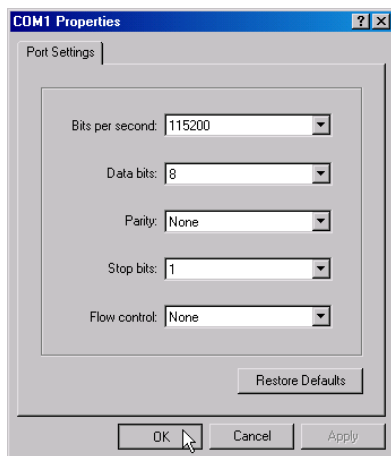 COM1 Properties
Port Settings
Bits per second: 115200
Data bits: 8
Parity: None
Stop bits: 1
Flow control: None
Restore Defaults
OK Cancel Apply